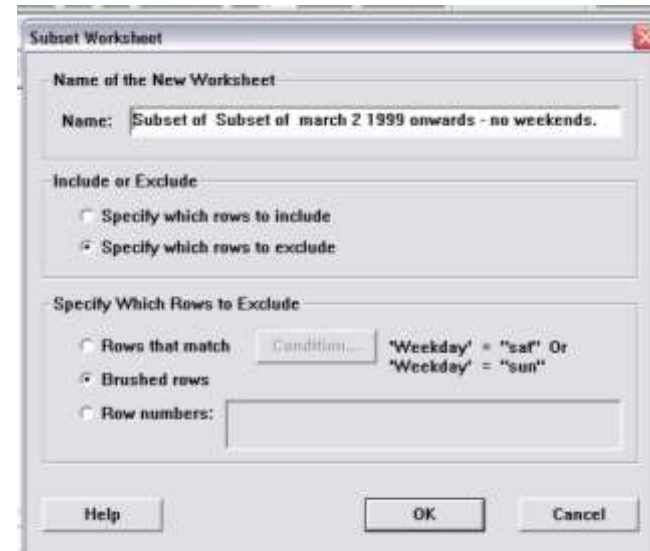 Subset Worksheet
Name of the New Worksheet
Name: Subset of Subset of march 2 1999 onwards - no weekends.
Include or Exclude
Specify which rows to include
Specify which rows to exclude
Specify Which Rows to Exclude
Rows that match Condition... 'Weekday' = "sat" Or
'Weekday' = "sun"
Brushed rows
Row numbers:
Help OK Cancel